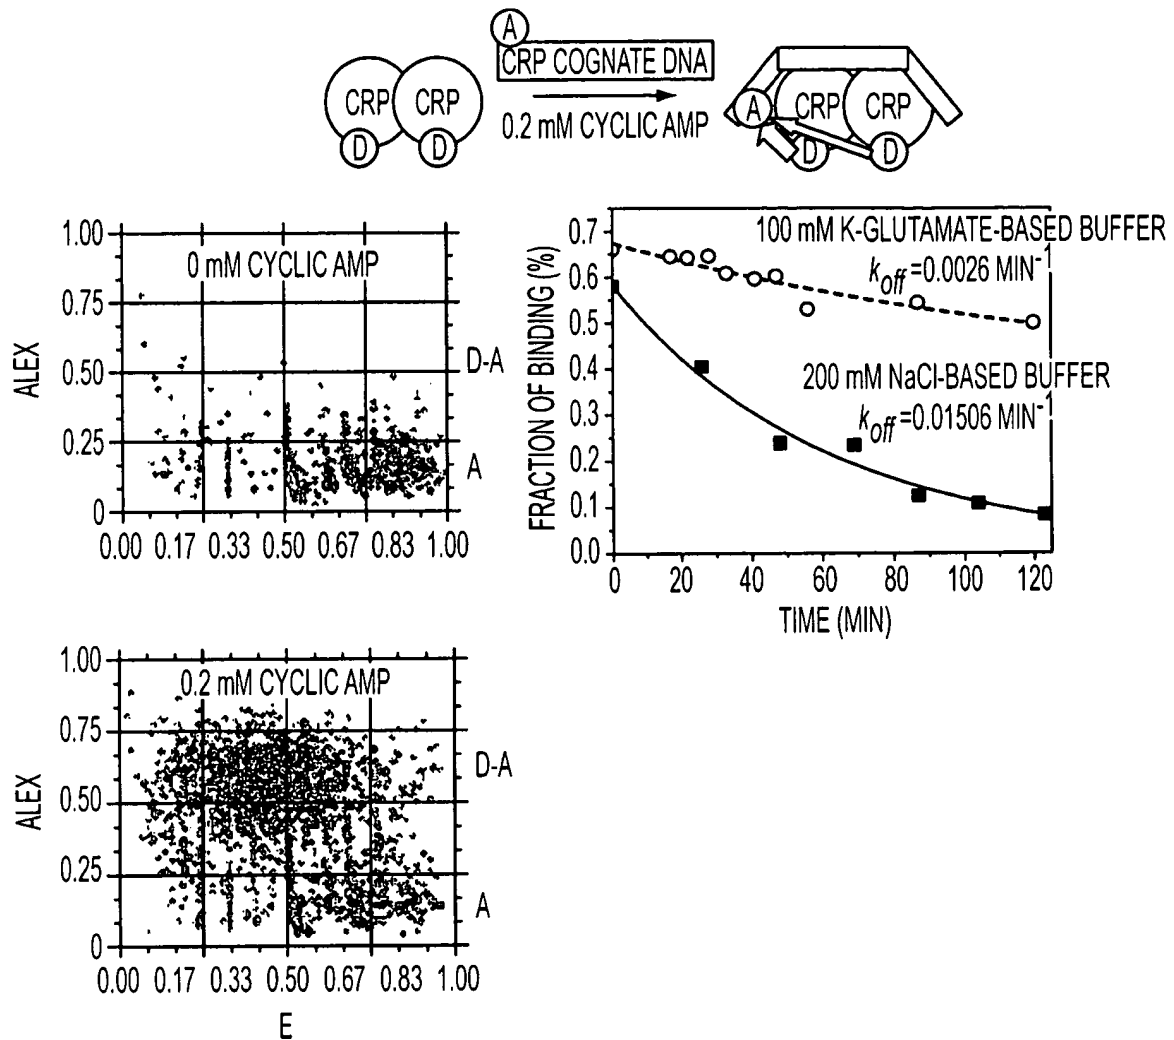 A
CRP COGNATE DNA
CRP CRP
0.2 mM CYCLIC AMP
D D
A CRP CRP
D D
1.00
0 mM CYCLIC AMP
0.75
ALEX
0.50
D-A
0.25
A
0
0.00 0.17 0.33 0.50 0.67 0.83 1.00
0.7
100 mM K-GLUTAMATE-BASED BUFFER
0.6
koff=0.0026 MIN-1
0.5
0.4
200 mM NaCl-BASED BUFFER
0.3
koff=0.01506 MIN-1
0.2
0.1
0.0
FRACTION OF BINDING (%)
0 20 40 60 80 100 120
TIME (MIN)
1.00
0.2 mM CYCLIC AMP
0.75
D-A
ALEX
0.50
0.25
A
0
0.00 0.17 0.33 0.50 0.67 0.83 1.00
E